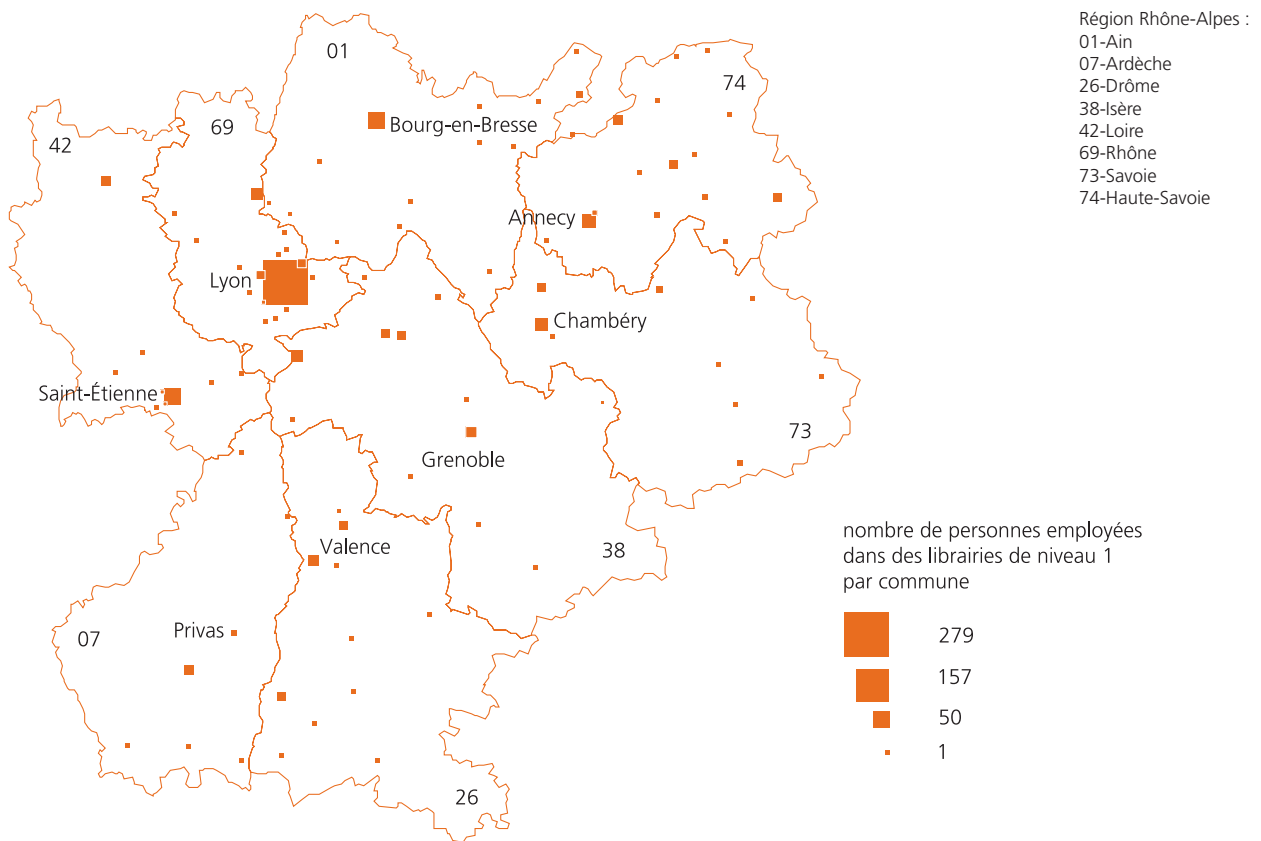 Région Rhône-Alpes :
01-Ain
07-Ardèche
26-Drôme
38-Isère
42-Loire
69-Rhône
73-Savoie
74-Haute-Savoie
01
74
69
Bourg-en-Bresse
42
Annecy
Lyon
Chambéry
Saint-Étienne
73
Grenoble
38
Valence
07
Privas
26
nombre de personnes employées
dans des librairies de niveau 1
par commune
279
157
50
1